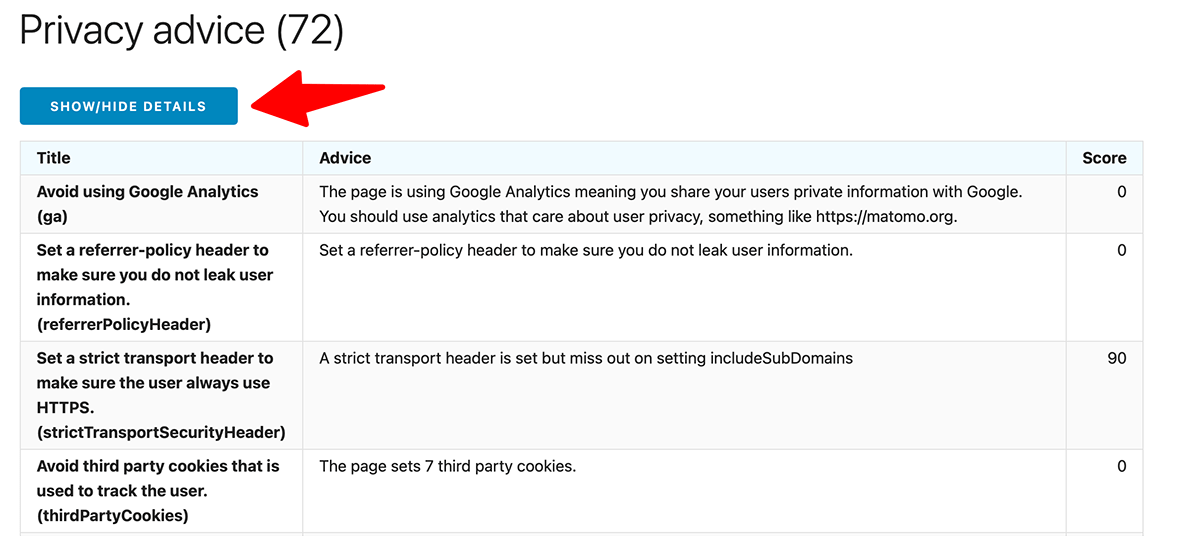 Privacy advice (72)
SHOW/HIDE DETAILS
Title Advice Score
Avoid using Google Analytics
(ga)
The page is using Google Analytics meaning you share your users private information with Google.
You should use analytics that care about user privacy, something like https://matomo.org.
0
Set a referrer-policy header to
make sure you do not leak user
information.
(referrerPolicyHeader)
Set a referrer-policy header to make sure you do not leak user information.
0
Set a strict transport header to
make sure the user always use
HTTPS.
(strictTransportSecurityHeader)
A strict transport header is set but miss out on setting includeSubDomains
90
Avoid third party cookies that is
used to track the user.
(thirdPartyCookies)
The page sets 7 third party cookies.
0